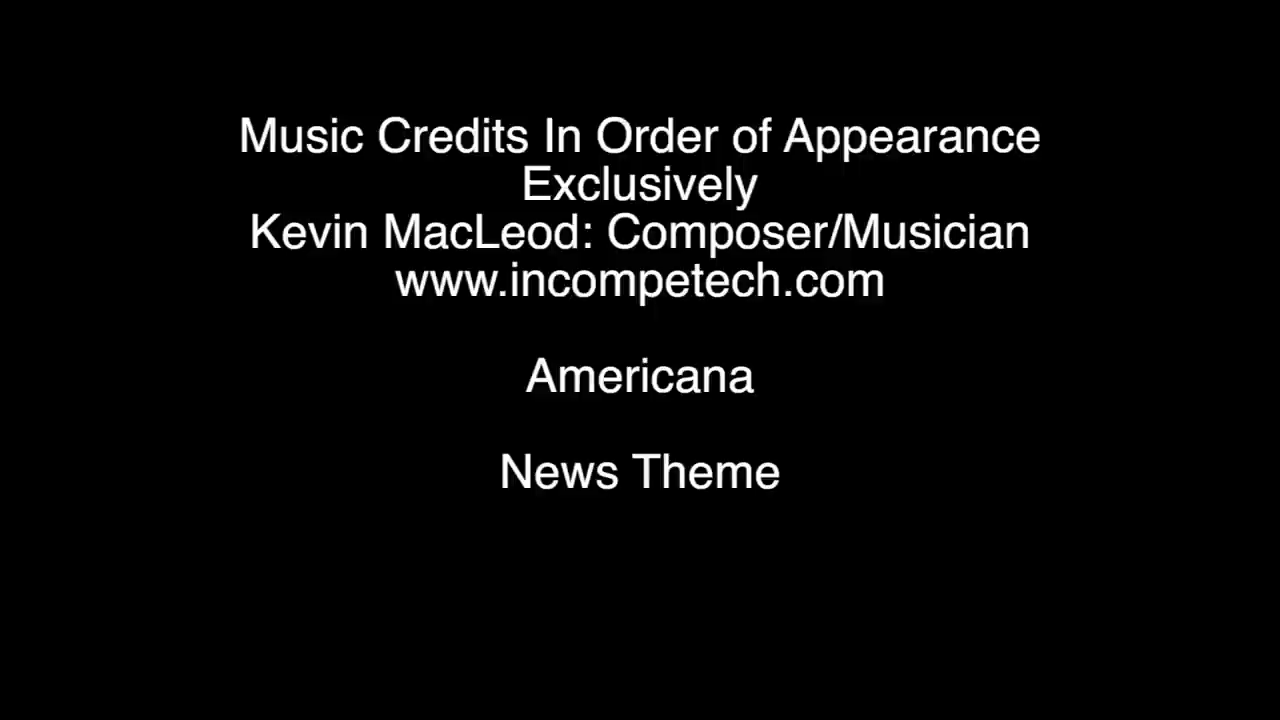 Music Credits In Order of Appearance
Exclusively
Kevin MacLeod: Composer/Musician
www.incompetech.com
Americana
News Theme